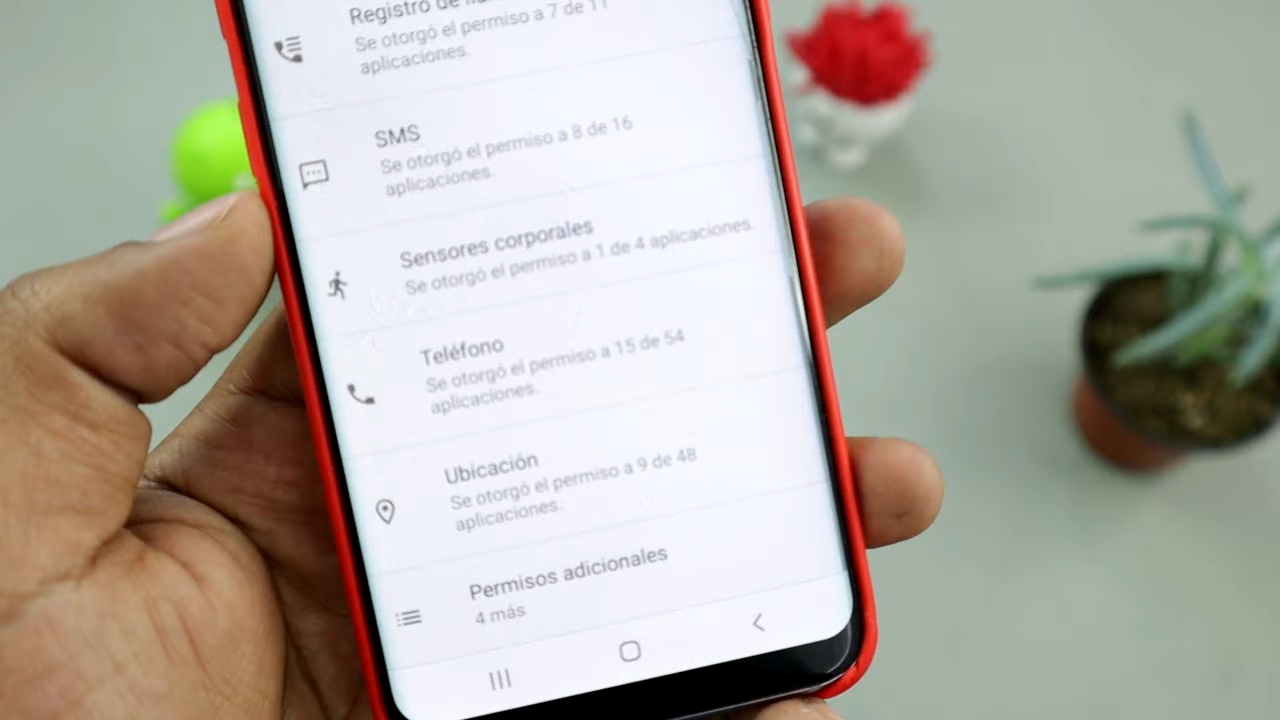 Registro de
Se otorgó el permiso a 7 de 11
aplicaciones.
SMS
Se otorgó el permiso a 8 de 16
aplicaciones.
Sensores corporales
Se otorgó el permiso a 1 de 4 aplicaciones.
Teléfono
Se otorgó el permiso a 15 de 54
aplicaciones.
Ubicación
Se otorgó el permiso a 9 de 48
aplicaciones.
Permisos adicionales
4 más